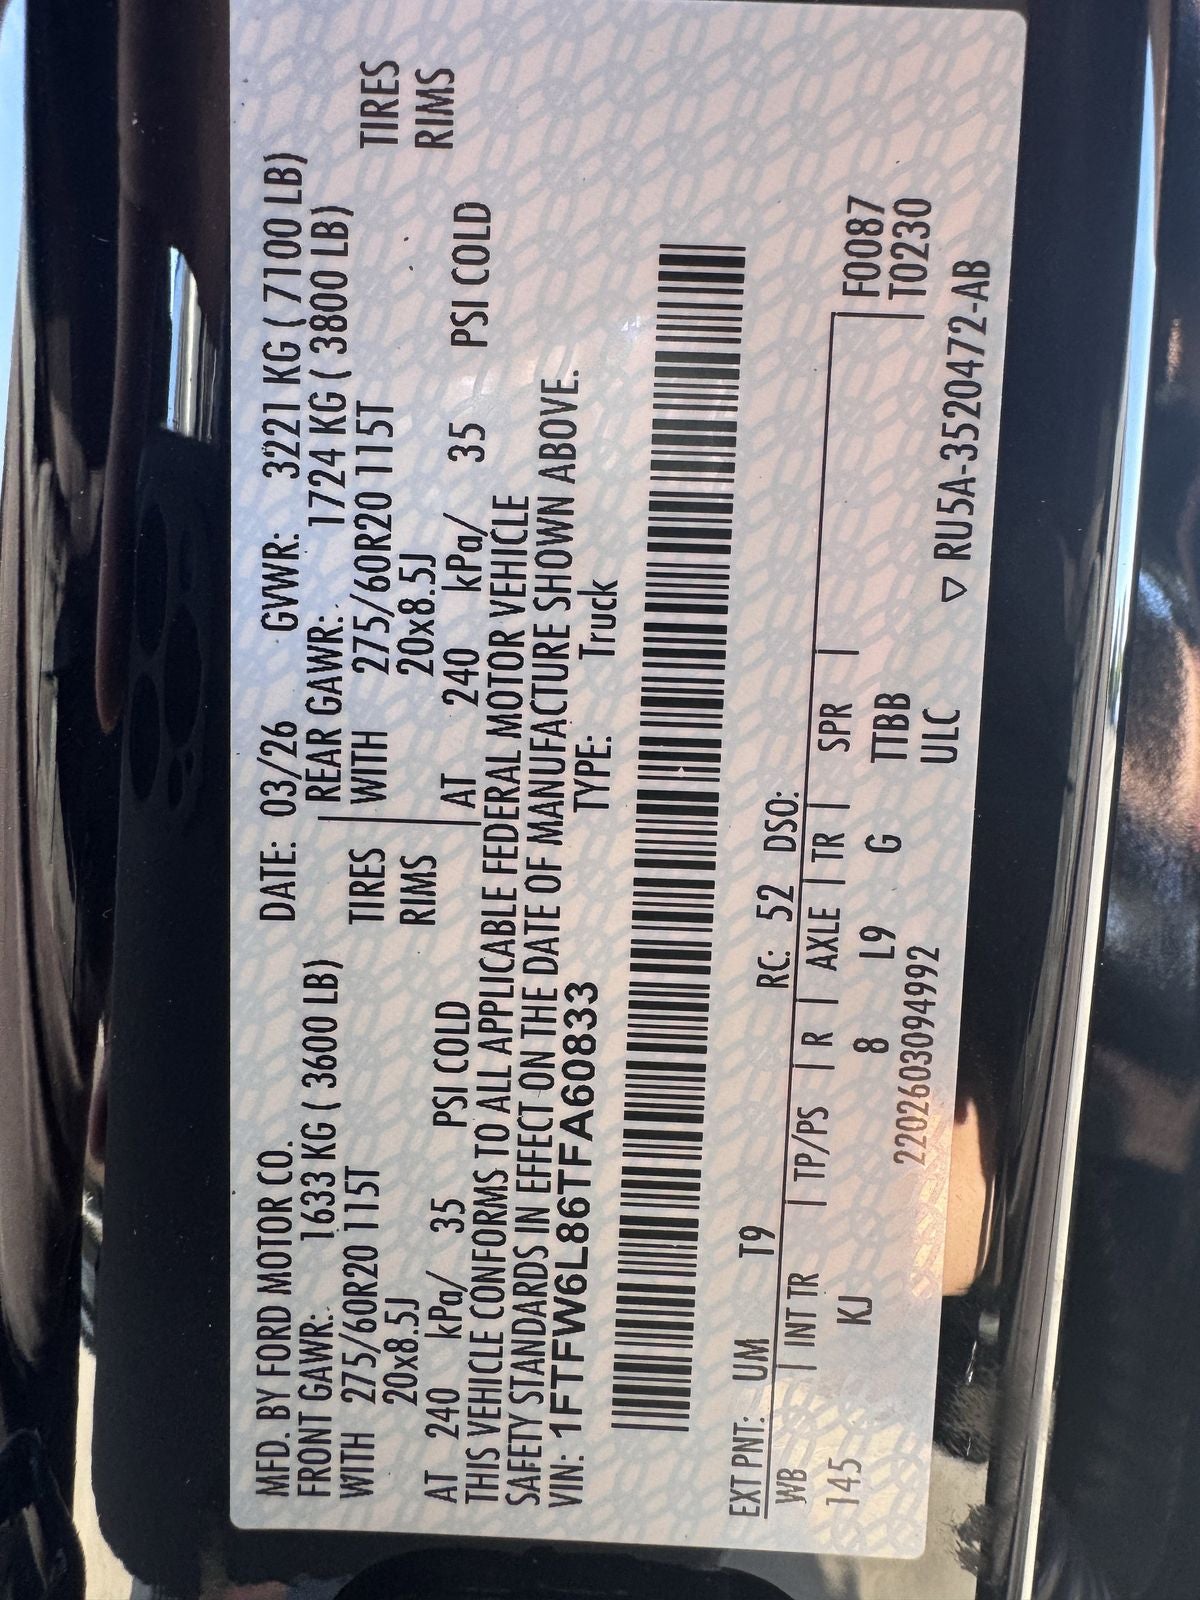 MFD. BY FORD MOTOR CO. DATE: 03/26 GVWR: 3221 KG ( 7100 LB)
FRONT GAWR: 1633 KG ( 3600 LB) REAR GAWR: 1724 KG ( 3800 LB)
WITH 275/60R20 115T TIRES WITH 275/60R20 115T TIRES
20x8.5J RIMS 20x8.5J RIMS
AT 240 kPa/ 35 PSI COLD AT 240 kPa/ 35 PSI COLD
THIS VEHICLE CONFORMS TO ALL APPLICABLE FEDERAL MOTOR VEHICLE
SAFETY STANDARDS IN EFFECT ON THE DATE OF MANUFACTURE SHOWN ABOVE.
VIN: 1FTFW6L86TFA60833 TYPE: Truck
EXT PNT: UM T9 RC: 52 DSO:
WB INT TR TP/PS R AXLE TR SPR F0087
145 KJ 8 L9 G TTBB T0230
2202603094992 ULC
▽ RU5A-3520472-AB